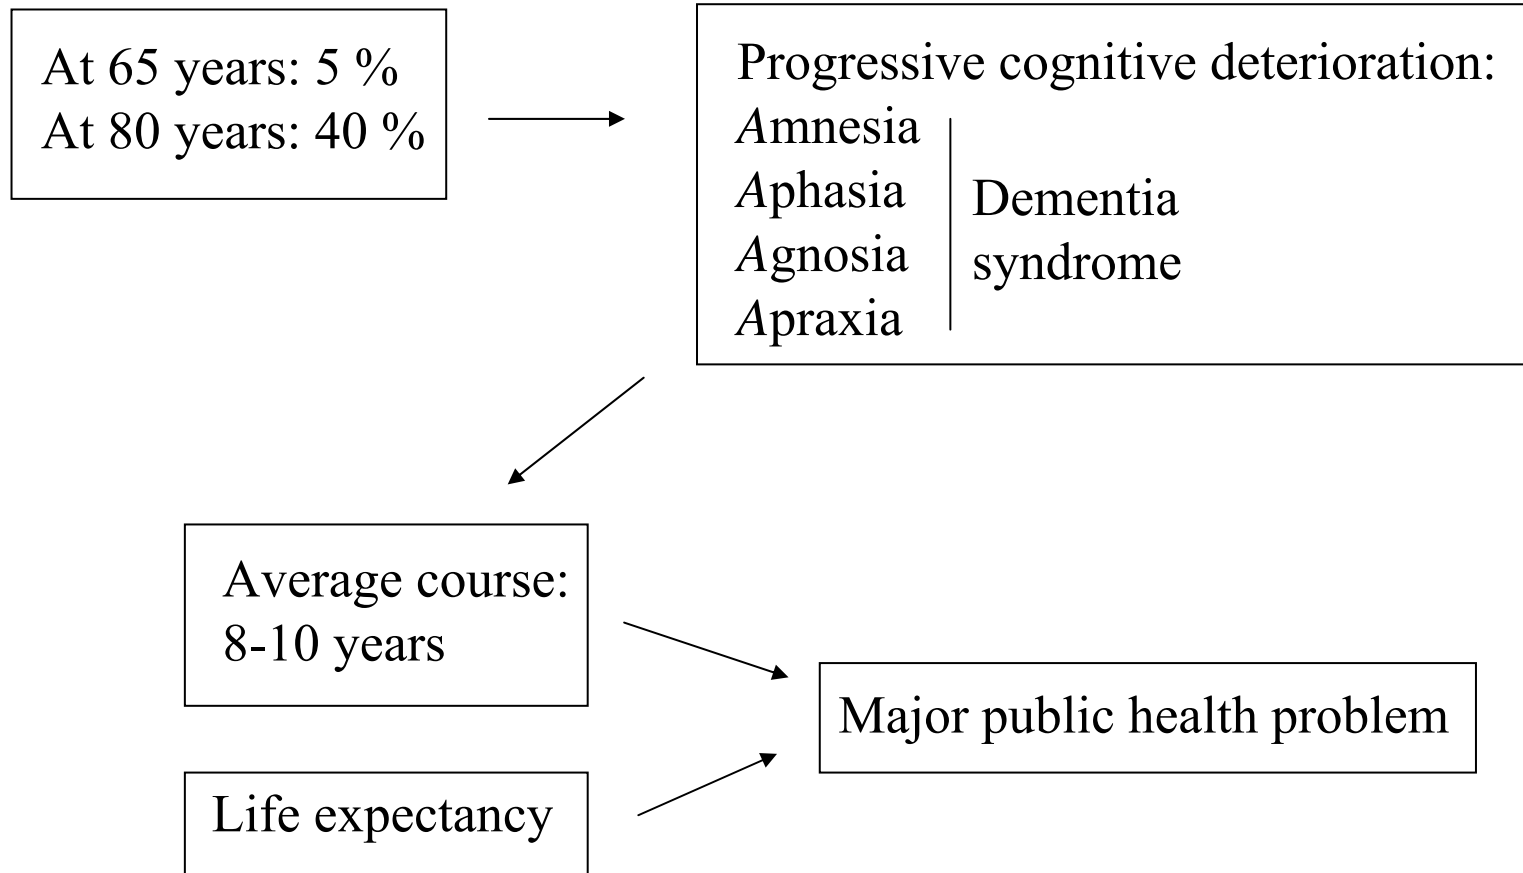 At 65 years: 5 %
At 80 years: 40 %
Progressive cognitive deterioration:
Amnesia
Aphasia
Agnosia
Apraxia
Dementia
syndrome
Average course:
8-10 years
Major public health problem
Life expectancy